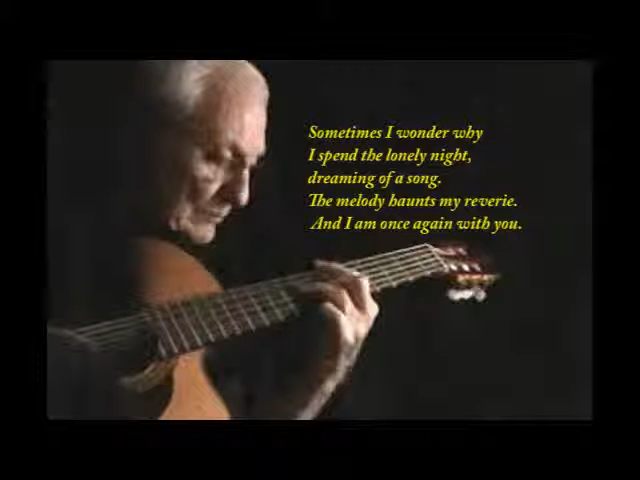 Sometimes I wonder why
I spend the lonely night,
dreaming of a song.
The melody haunts my reverie.
And I am once again with you.